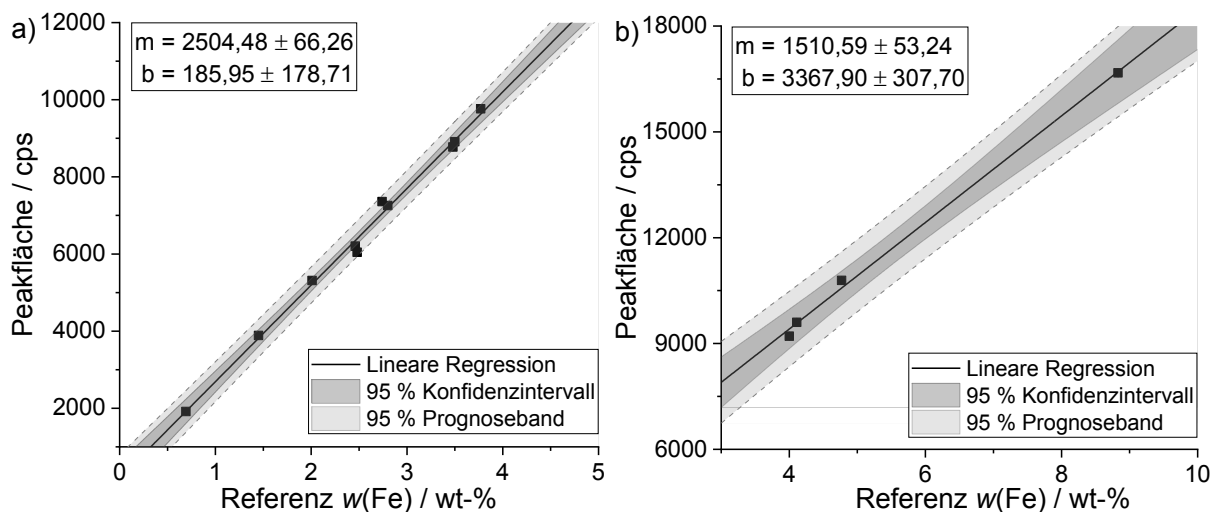 a)
m = 2504,48 ± 66,26
b = 185,95 ± 178,71
12000
10000
8000
6000
4000
2000
Peakfläche / cps
Lineare Regression
95 % Konfidenzintervall
95 % Prognoseband
0 1 2 3 4 5
Referenz w(Fe) / wt-%
b)
m = 1510,59 ± 53,24
b = 3367,90 ± 307,70
18000
15000
12000
9000
6000
Peakfläche / cps
Lineare Regression
95 % Konfidenzintervall
95 % Prognoseband
4 6 8 10
Referenz w(Fe) / wt-%